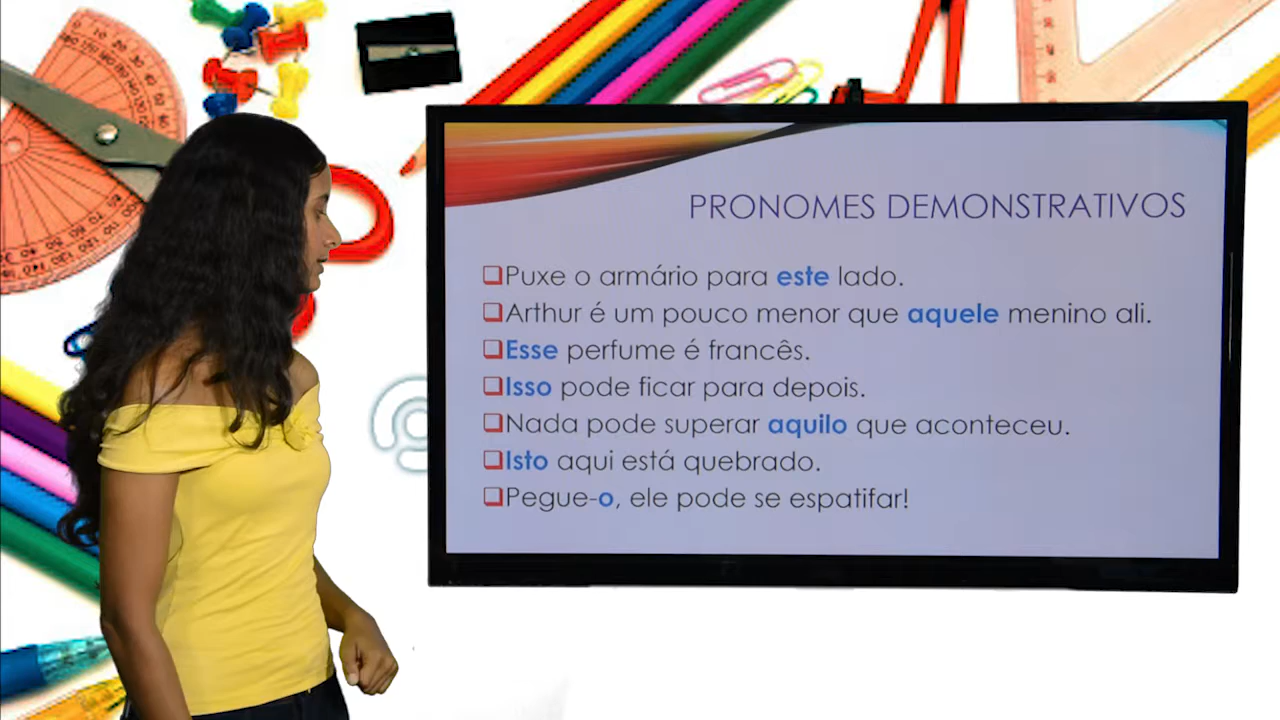 PRONOMES DEMONSTRATIVOS
Puxe o armário para este lado.
Arthur é um pouco menor que aquele menino ali.
Esse perfume é francês.
Isso pode ficar para depois.
Nada pode superar aquilo que aconteceu.
Isto aqui está quebrado.
Pegue-o, ele pode se espatifar!